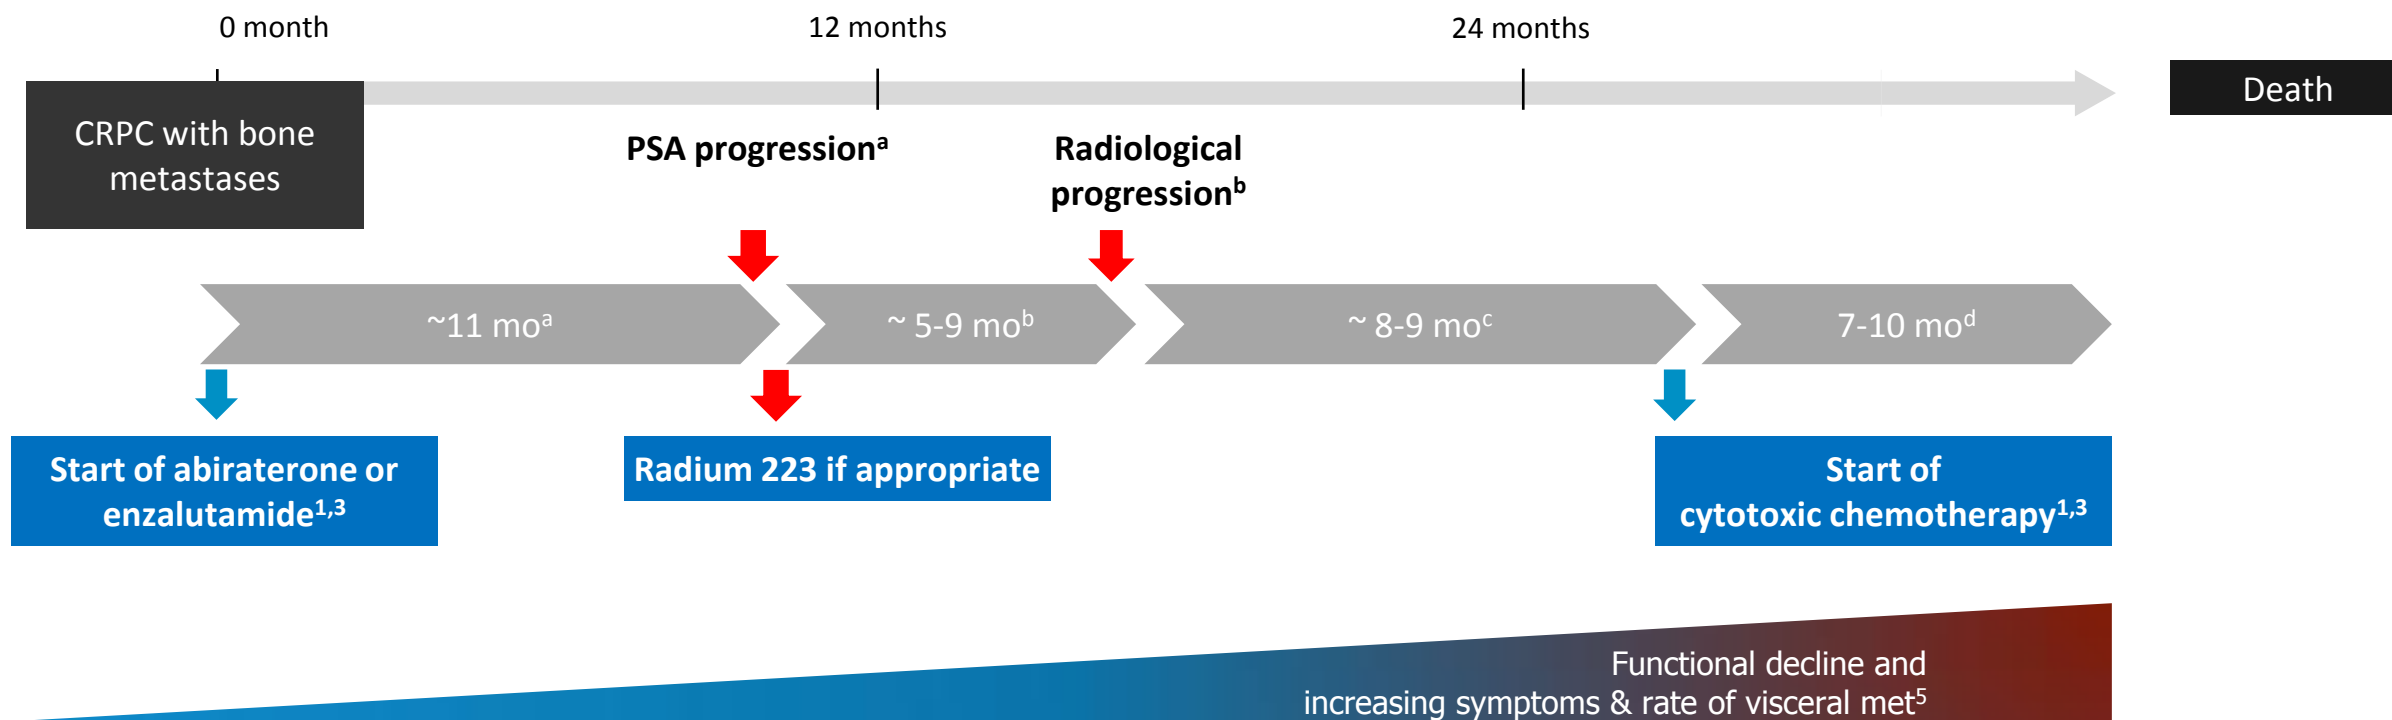 0 month
12 months
24 months
Death
CRPC with bone
metastases
PSA progressionᵃ
Radiological
progressionᵇ
~11 moᵃ
~ 5-9 moᵇ
~ 8-9 moᶜ
7-10 moᵈ
Start of abiraterone or
enzalutamide¹,³
Radium 223 if appropriate
Start of
cytotoxic chemotherapy¹,³
Functional decline and
increasing symptoms & rate of visceral met⁵